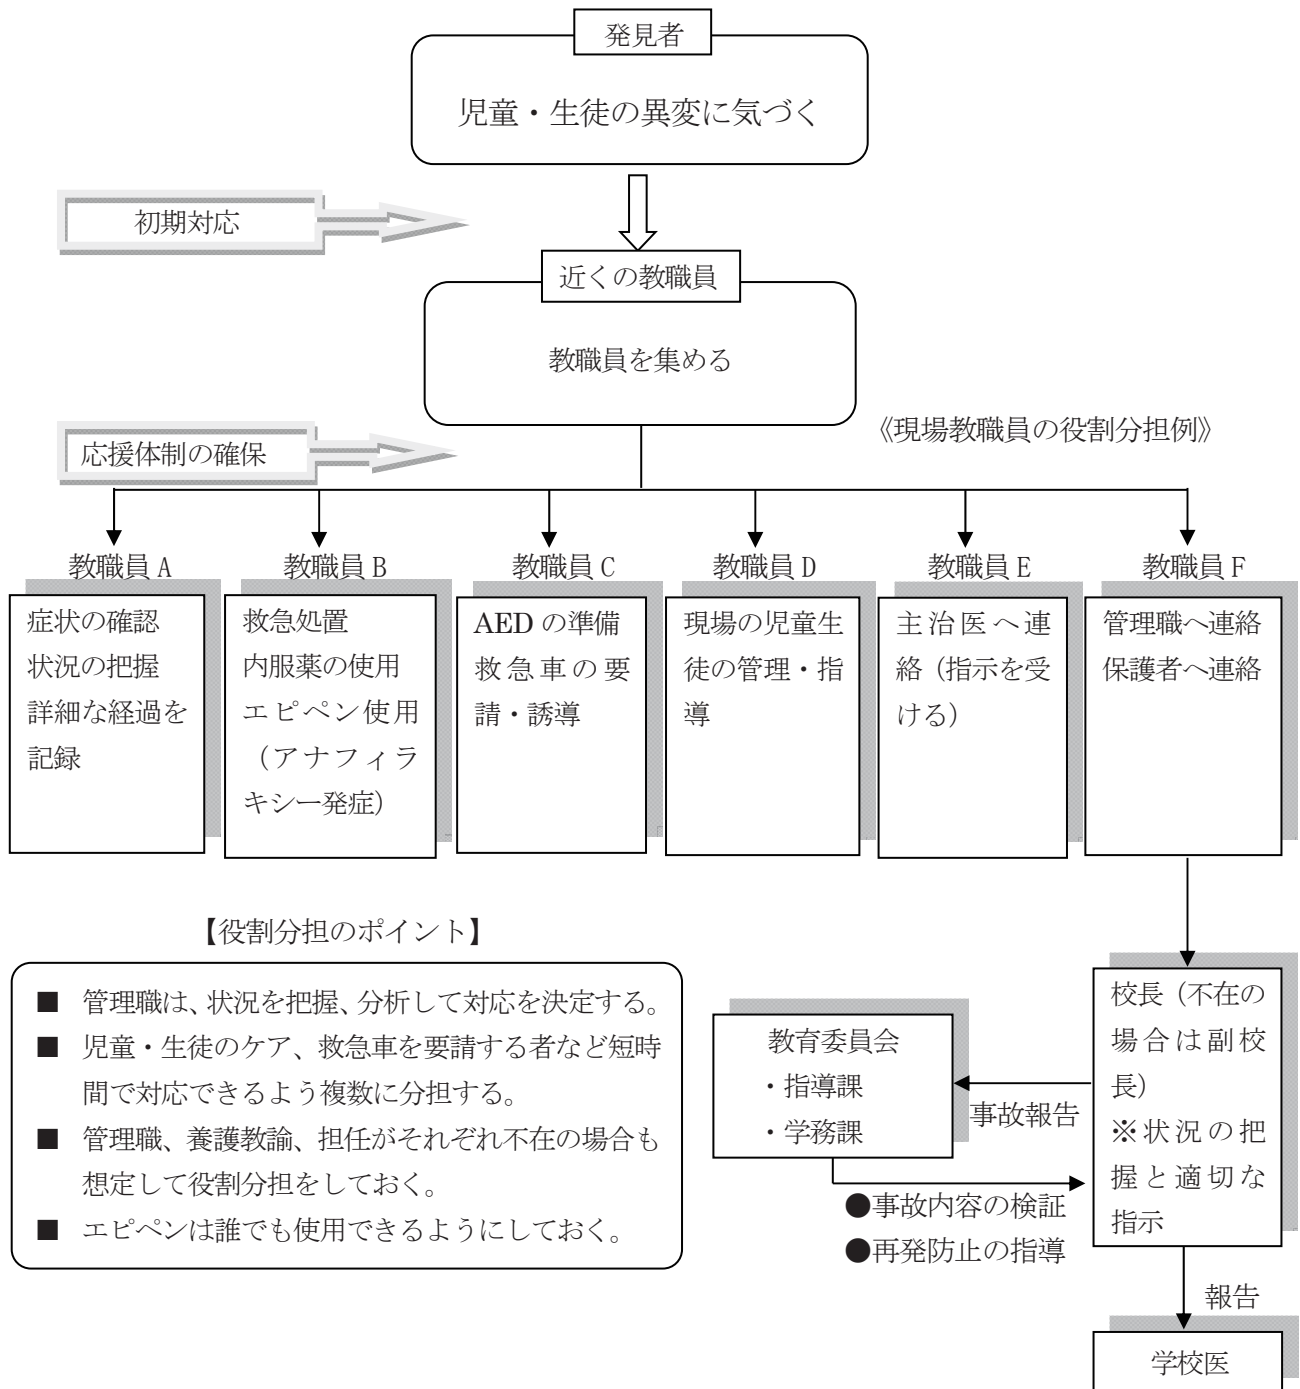 発見者
児童・生徒の異変に気づく
初期対応
近くの教職員
教職員を集める
《現場教職員の役割分担例》
応援体制の確保
教職員 A
症状の確認
状況の把握
詳細な経過を
記録
教職員 B
救急処置
内服薬の使用
エピペン使用
（アナフィラ
キシー発症）
教職員 C
AED の準備
救急車の要
請・誘導
教職員 D
現場の児童生
徒の管理・指
導
教職員 E
主治医へ連
絡（指示を受
ける）
教職員 F
管理職へ連絡
保護者へ連絡
【役割分担のポイント】
■ 管理職は、状況を把握、分析して対応を決定する。
■ 児童・生徒のケア、救急車を要請する者など短時
間で対応できるよう複数に分担する。
■ 管理職、養護教諭、担任がそれぞれ不在の場合も
想定して役割分担をしておく。
■ エピペンは誰でも使用できるようにしておく。
教育委員会
・指導課
・学務課
事故報告
●事故内容の検証
●再発防止の指導
校長（不在の
場合は副校
長）
※状況の把
握と適切な
指示
報告
学校医